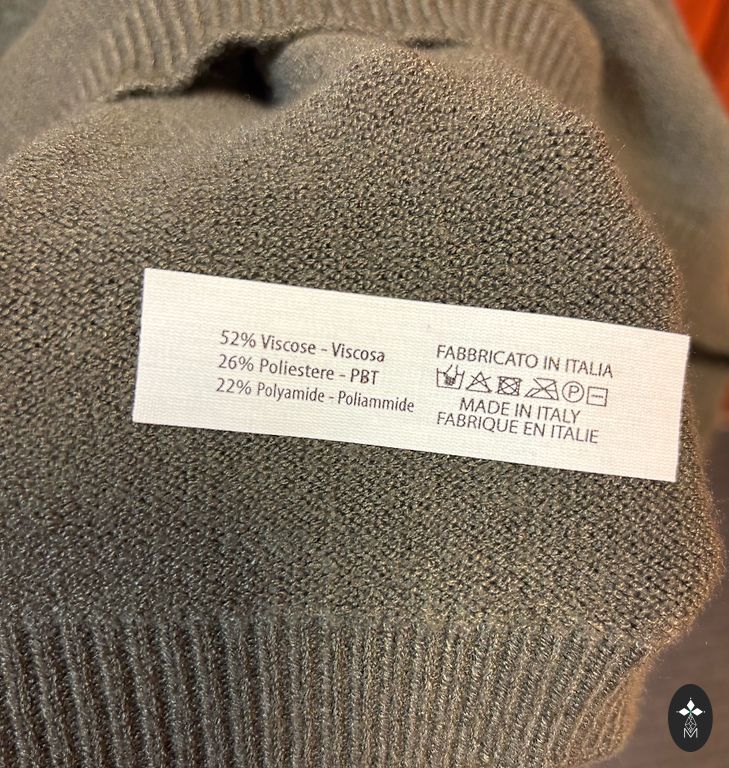 52% Viscose - Viscosa
26% Poliestere - PBT
22% Polyamide - Poliammide
FABBRICATO IN ITALIA
P
MADE IN ITALY
FABRIQUE EN ITALIE
M